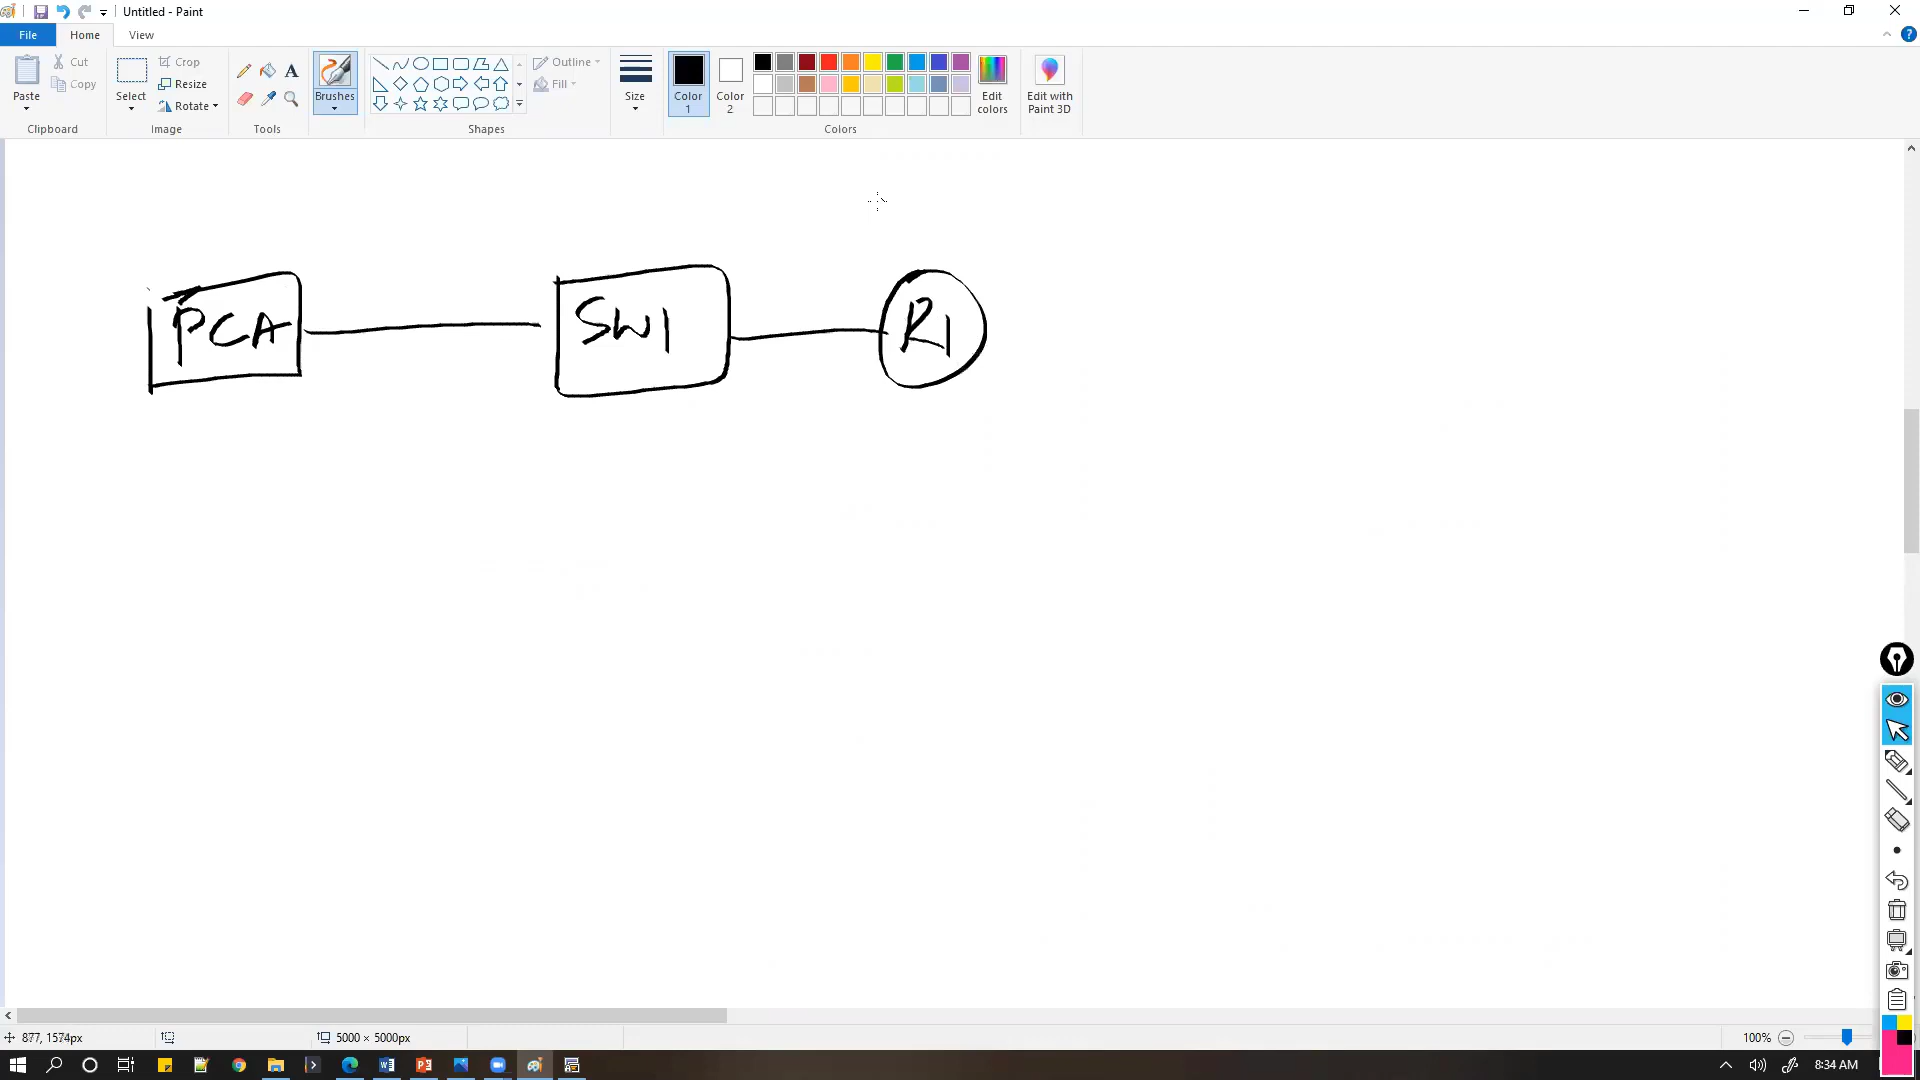 Untitled - Paint
File Home View
Paste
Cut
Copy
Clipboard
Select
Crop
Resize
Rotate
Image
Tools
Brushes
Shapes
Outline
Fill
Size
Color 1
Color 2
Edit colors
Colors
Edit with Paint 3D
PCA SW1 R1
877, 1574px
5000 × 5000px
100%
8:34 AM